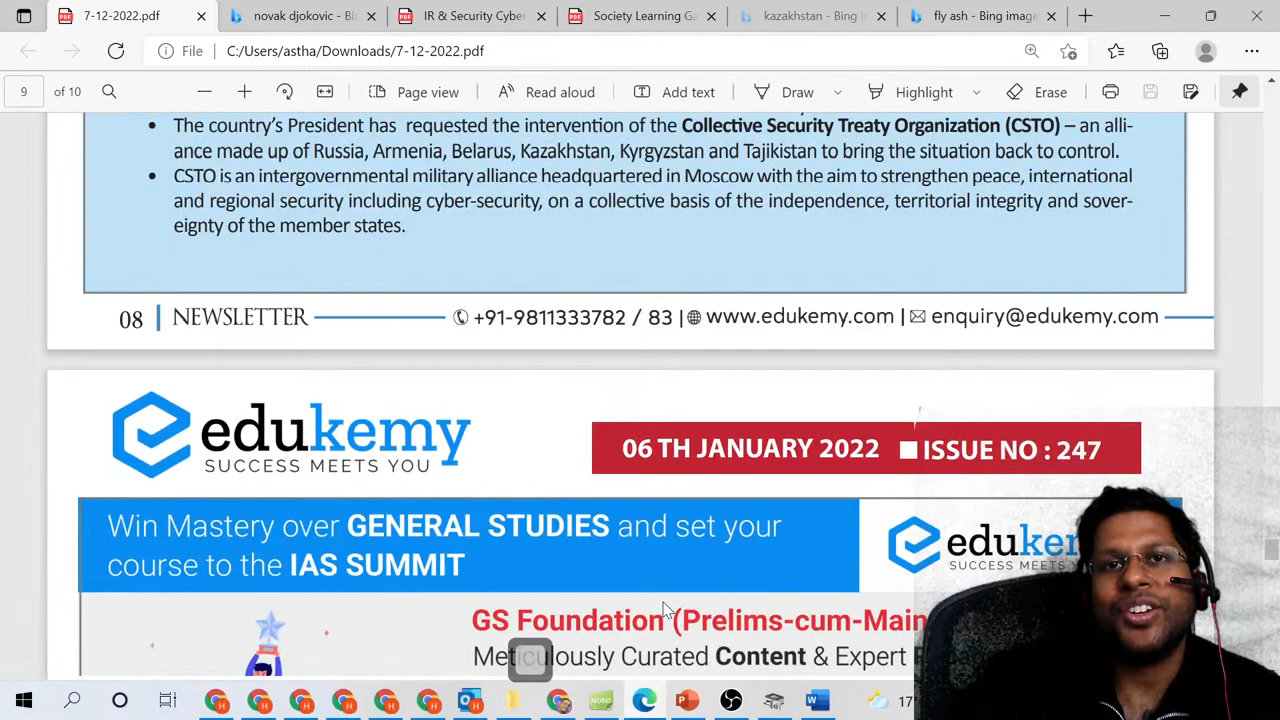 7-12-2022.pdf
novak djokovic - Bi
IR & Security Cyber
Society Learning Ga
kazakhstan - Bing i
fly ash - Bing image
File
C:/Users/astha/Downloads/7-12-2022.pdf
9 of 10
Page view
Read aloud
Add text
Draw
Highlight
Erase
• The country's President has requested the intervention of the Collective Security Treaty Organization (CSTO) – an alli-
ance made up of Russia, Armenia, Belarus, Kazakhstan, Kyrgyzstan and Tajikistan to bring the situation back to control.
• CSTO is an intergovernmental military alliance headquartered in Moscow with the aim to strengthen peace, international
and regional security including cyber-security, on a collective basis of the independence, territorial integrity and sover-
eignty of the member states.
08 | NEWSLETTER
+91-9811333782 / 83 | www.edukemy.com | enquiry@edukemy.com
edukemy
SUCCESS MEETS YOU
06 TH JANUARY 2022 ISSUE NO : 247
Win Mastery over GENERAL STUDIES and set your
course to the IAS SUMMIT
eduker
SUCCESS MEETS Y
GS Foundation (Prelims-cum-Main
Meticulously Curated Content & Expert
17